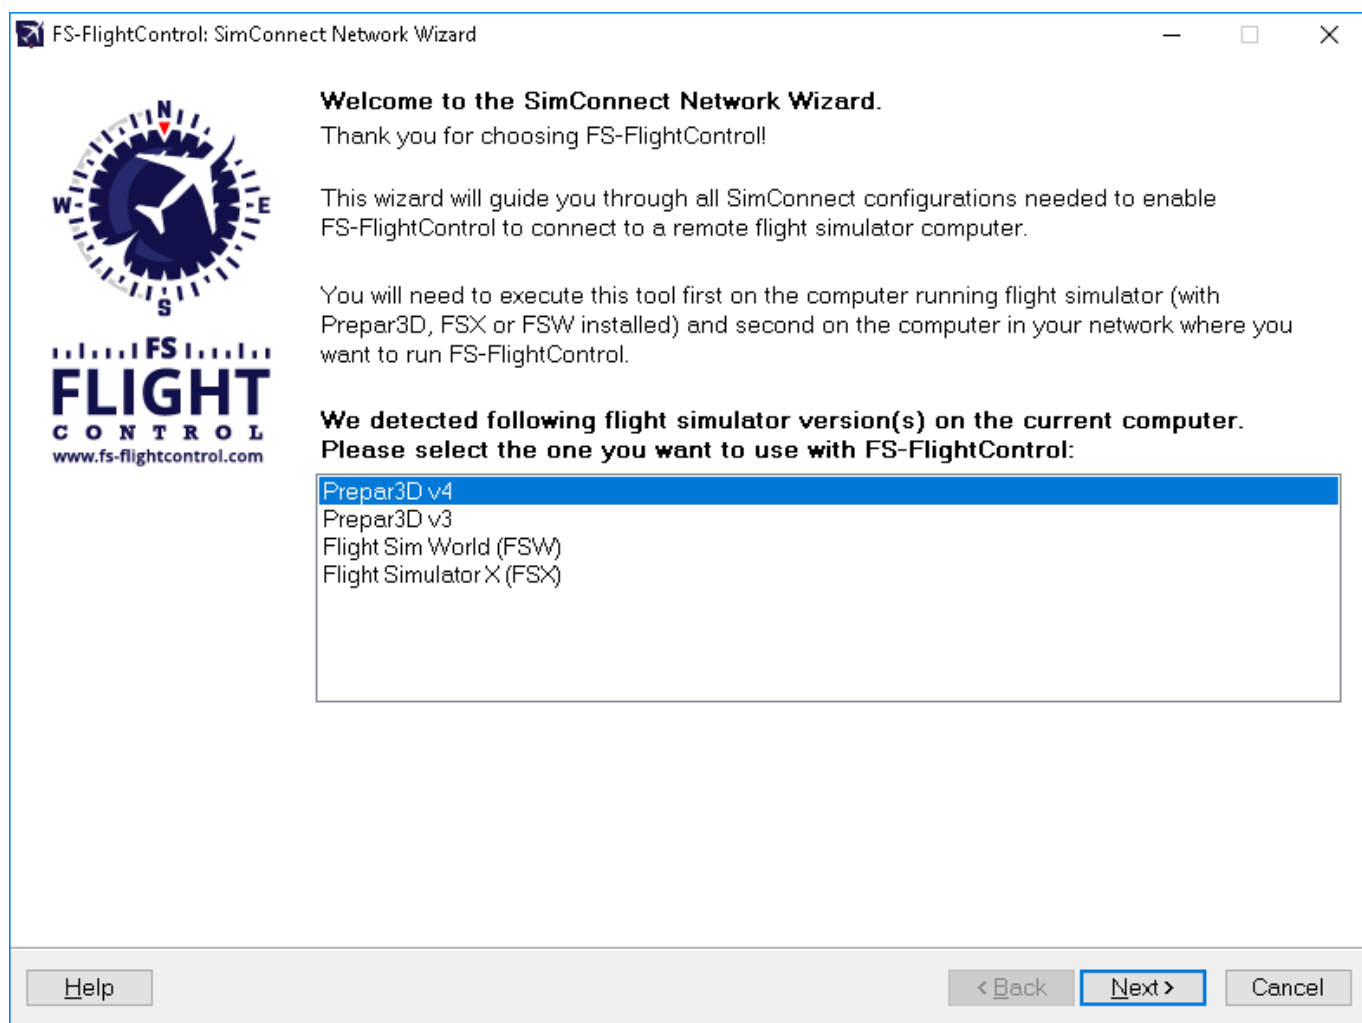 FS-FlightControl: SimConnect Network Wizard
N
W
E
S
FS
FLIGHT
CONTROL
www.fs-flightcontrol.com
Welcome to the SimConnect Network Wizard.
Thank you for choosing FS-FlightControl!
This wizard will guide you through all SimConnect configurations needed to enable
FS-FlightControl to connect to a remote flight simulator computer.
You will need to execute this tool first on the computer running flight simulator (with
Prepar3D, FSX or FSW installed) and second on the computer in your network where you
want to run FS-FlightControl.
We detected following flight simulator version(s) on the current computer.
Please select the one you want to use with FS-FlightControl:
Prepar3D v4
Prepar3D v3
Flight Sim World (FSW)
Flight Simulator X (FSX)
Help
< Back
Next >
Cancel